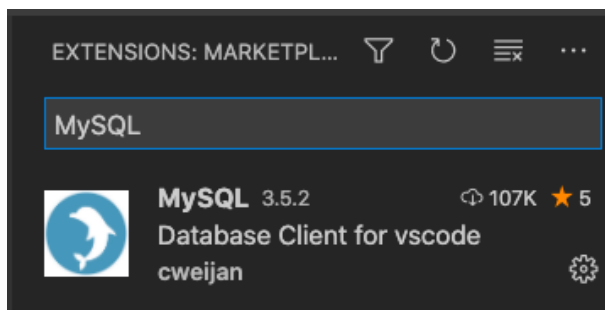 EXTENSIONS: MARKETPL...
MySQL
MySQL 3.5.2 107K ★ 5
Database Client for vscode
cweijan